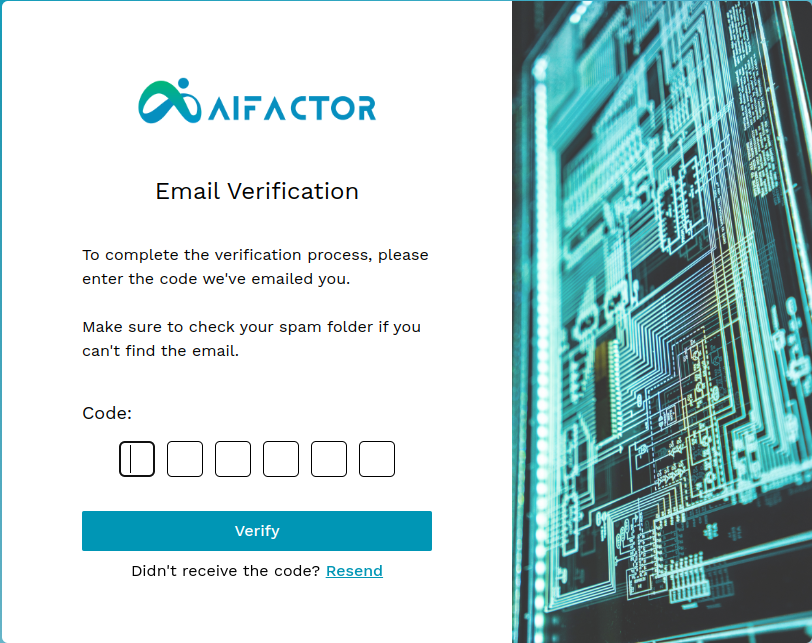 AIFACTOR
Email Verification
To complete the verification process, please
enter the code we've emailed you.
Make sure to check your spam folder if you
can't find the email.
Code:
Verify
Didn't receive the code? Resend